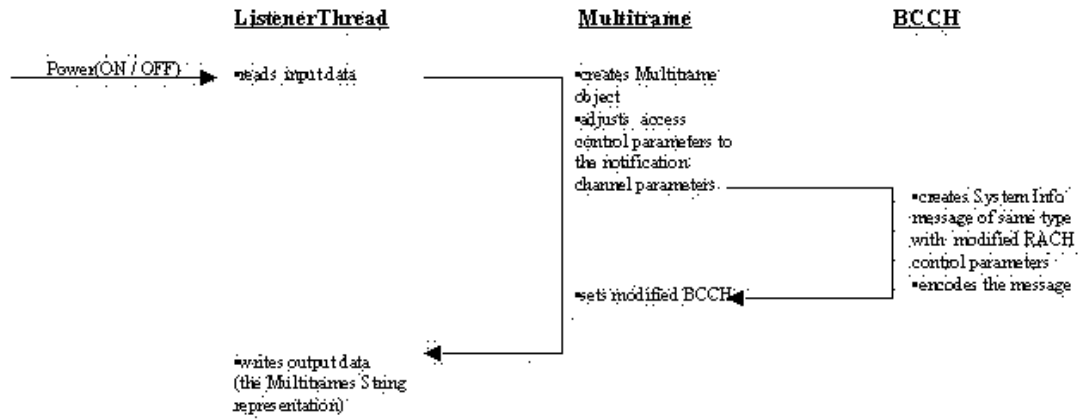 ListenerThread
Multiframe
BCCH
Power(ON / OFF)
•reads input data
•creates Multiframe
object
•adjusts access
control parameters to
the notification
channel parameters
•creates System Info
message of same type
with modified RACH
control parameters
•encodes the message
•sets modified BCCH
•writes output data
(the Multiframes String
representation)